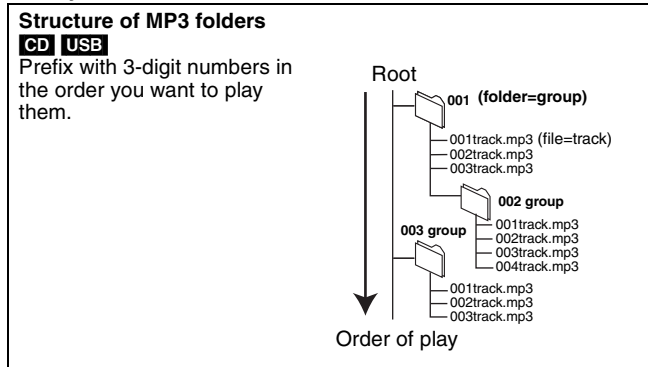 Structure of MP3 folders
CD USB
Prefix with 3-digit numbers in
the order you want to play
them.
Root
001 (folder=group)
001track.mp3 (file=track)
002track.mp3
003track.mp3
002 group
001track.mp3
002track.mp3
003track.mp3
004track.mp3
003 group
001track.mp3
002track.mp3
003track.mp3
Order of play